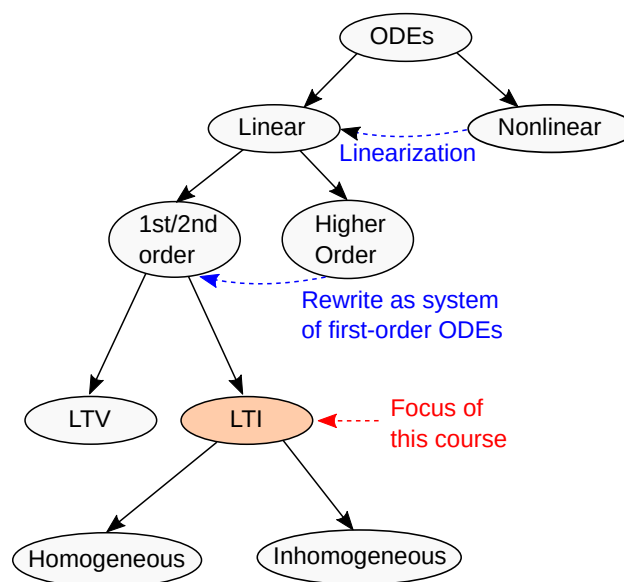 ODEs
Linear
Nonlinear
Linearization
1st/2nd
order
Higher
Order
Rewrite as system
of first-order ODEs
LTV
LTI
Focus of
this course
Homogeneous
Inhomogeneous